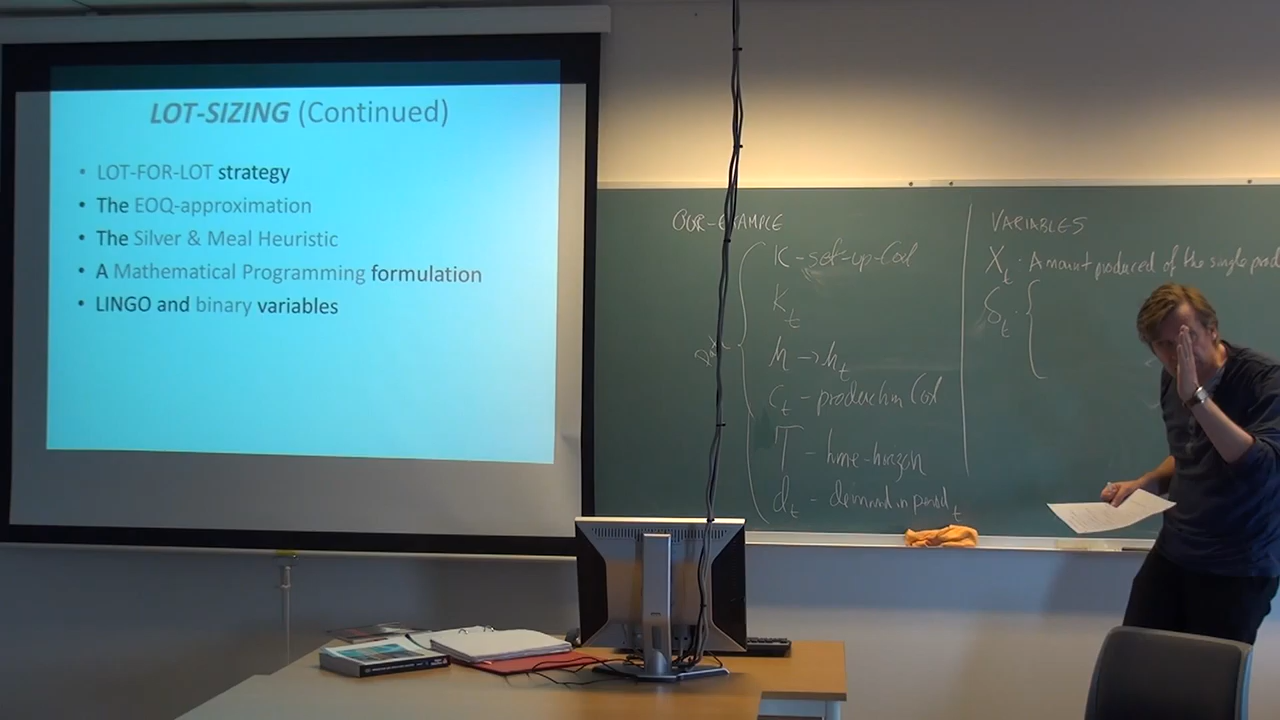 LOT-SIZING (Continued)
• LOT-FOR-LOT strategy
• The EOQ-approximation
• The Silver & Meal Heuristic
• A Mathematical Programming formulation
• LINGO and binary variables
OUR-EXAMPLE
K - set-up-Cost
K_t
h → h_t
C_t - production Cost
T - time-horizon
d_t - demand in period t
Data
VARIABLES
X_t : Amount produced of the single prod
δ_t : {